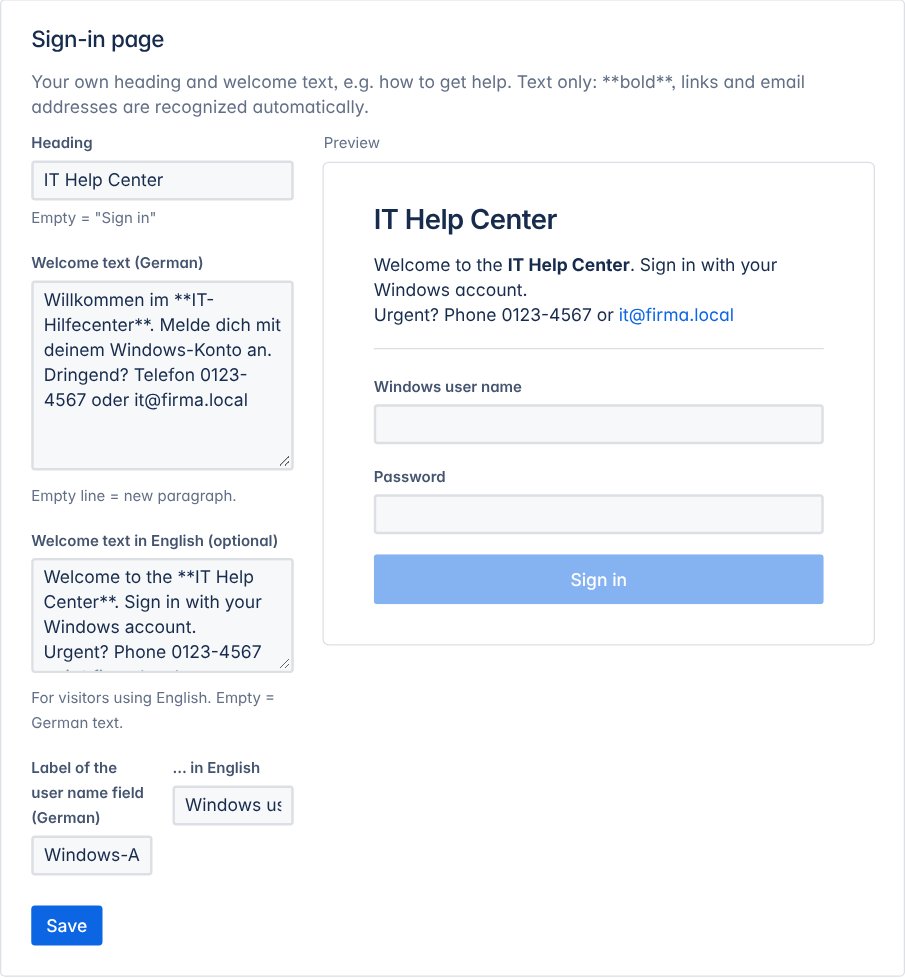 Sign-in page
Your own heading and welcome text, e.g. how to get help. Text only: **bold**, links and email
addresses are recognized automatically.
Heading
IT Help Center
Empty = "Sign in"
Welcome text (German)
Willkommen im **IT-
Hilfecenter**. Melde dich mit
deinem Windows-Konto an.
Dringend? Telefon 0123-
4567 oder it@firma.local
Empty line = new paragraph.
Welcome text in English (optional)
Welcome to the **IT Help
Center**. Sign in with your
Windows account.
Urgent? Phone 0123-4567
For visitors using English. Empty =
German text.
Label of the
user name field
(German)
Windows-A
... in English
Windows us
Save
Preview
IT Help Center
Welcome to the IT Help Center. Sign in with your
Windows account.
Urgent? Phone 0123-4567 or it@firma.local
Windows user name
Password
Sign in